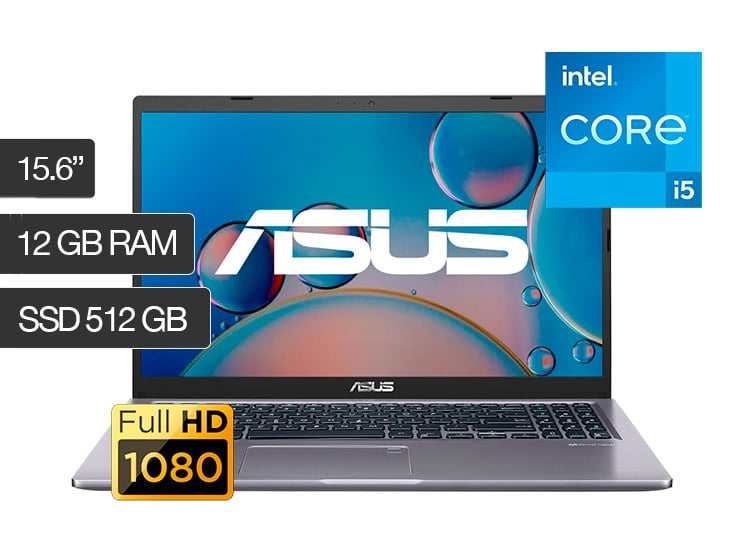 intel.
CORE
i5
15.6”
12 GB RAM
SSD 512 GB
ASUS
ASUS
Full HD
1080